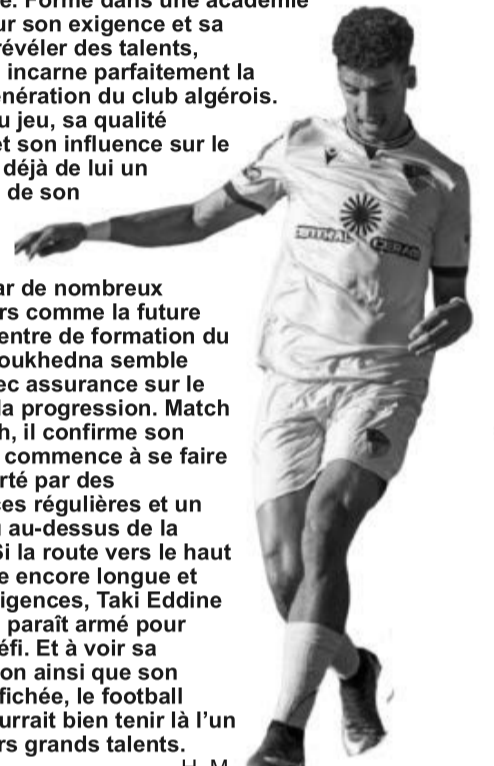 Formé dans une académie
ur son exigence et sa
révéler des talents,
incarne parfaitement la
nération du club algérois.
u jeu, sa qualité
et son influence sur le
déjà de lui un
de son
ar de nombreux
rs comme la future
entre de formation du
oukhedna semble
ec assurance sur le
la progression. Match
h, il confirme son
commence à se faire
rté par des
ces régulières et un
au-dessus de la
Si la route vers le haut
e encore longue et
igences, Taki Eddine
paraît armé pour
éfi. Et à voir sa
on ainsi que son
fichée, le football
urrait bien tenir là l'un
rs grands talents.
H. M.